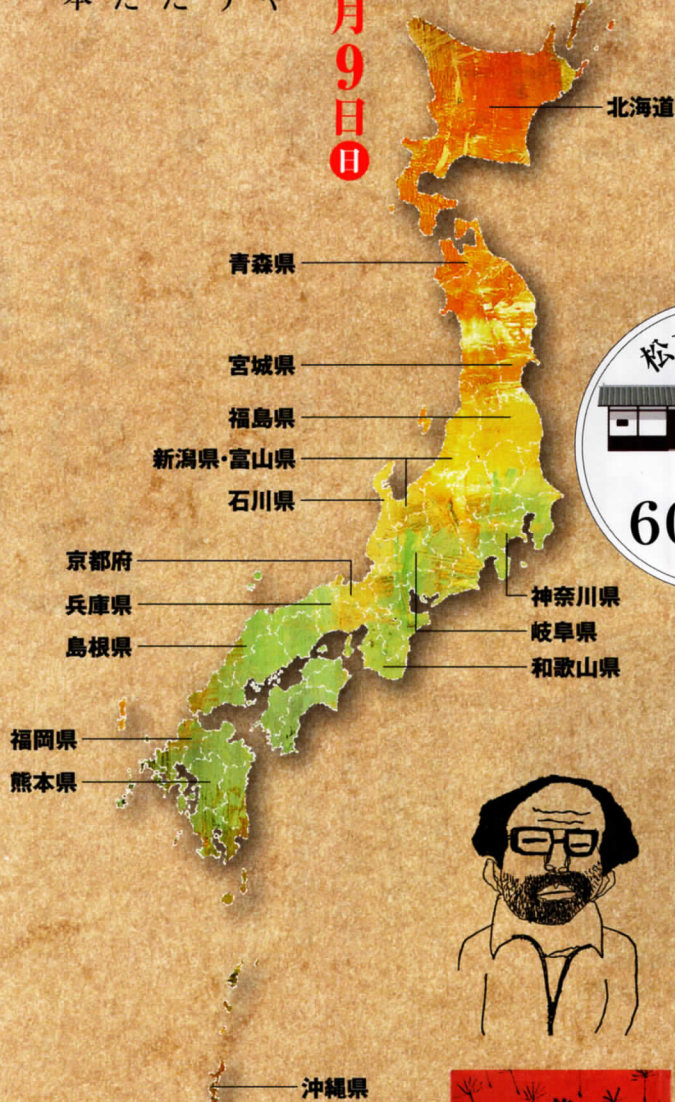 月9日日
北海道
青森県
宮城県
福島県
新潟県・富山県
石川県
京都府
兵庫県
島根県
神奈川県
岐阜県
和歌山県
福岡県
熊本県
沖縄県
松
60